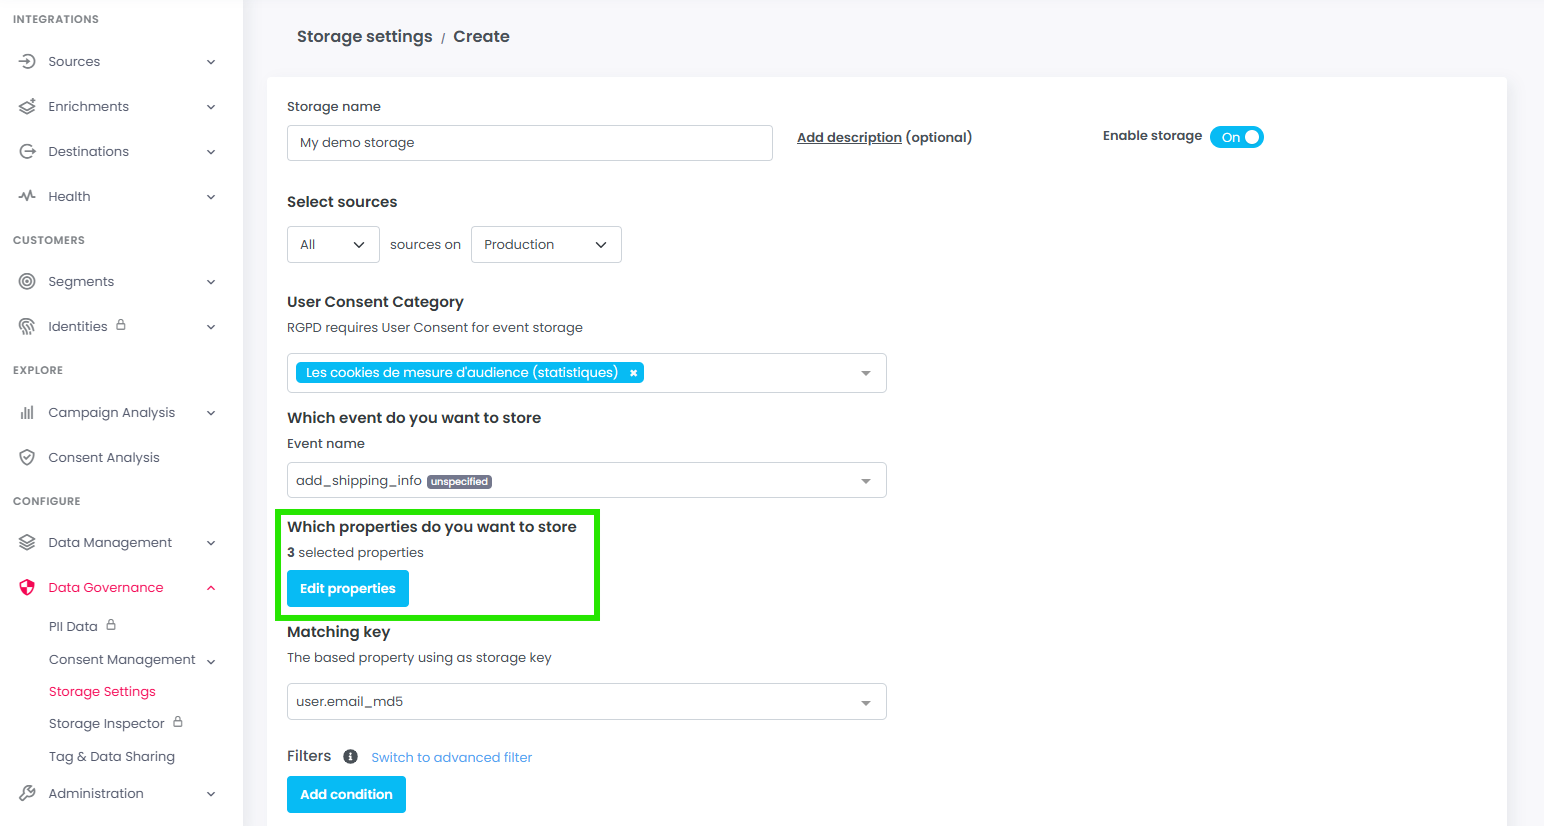 INTEGRATIONS
Sources
Enrichments
Destinations
Health
CUSTOMERS
Segments
Identities
EXPLORE
Campaign Analysis
Consent Analysis
CONFIGURE
Data Management
Data Governance
PII Data
Consent Management
Storage Settings
Storage Inspector
Tag & Data Sharing
Administration
Storage settings / Create
Storage name
My demo storage
Add description (optional)
Enable storage On
Select sources
All sources on Production
User Consent Category
RGPD requires User Consent for event storage
Les cookies de mesure d'audience (statistiques) ×
Which event do you want to store
Event name
add_shipping_info unspecified
Which properties do you want to store
3 selected properties
Edit properties
Matching key
The based property using as storage key
user.email_md5
Filters i Switch to advanced filter
Add condition